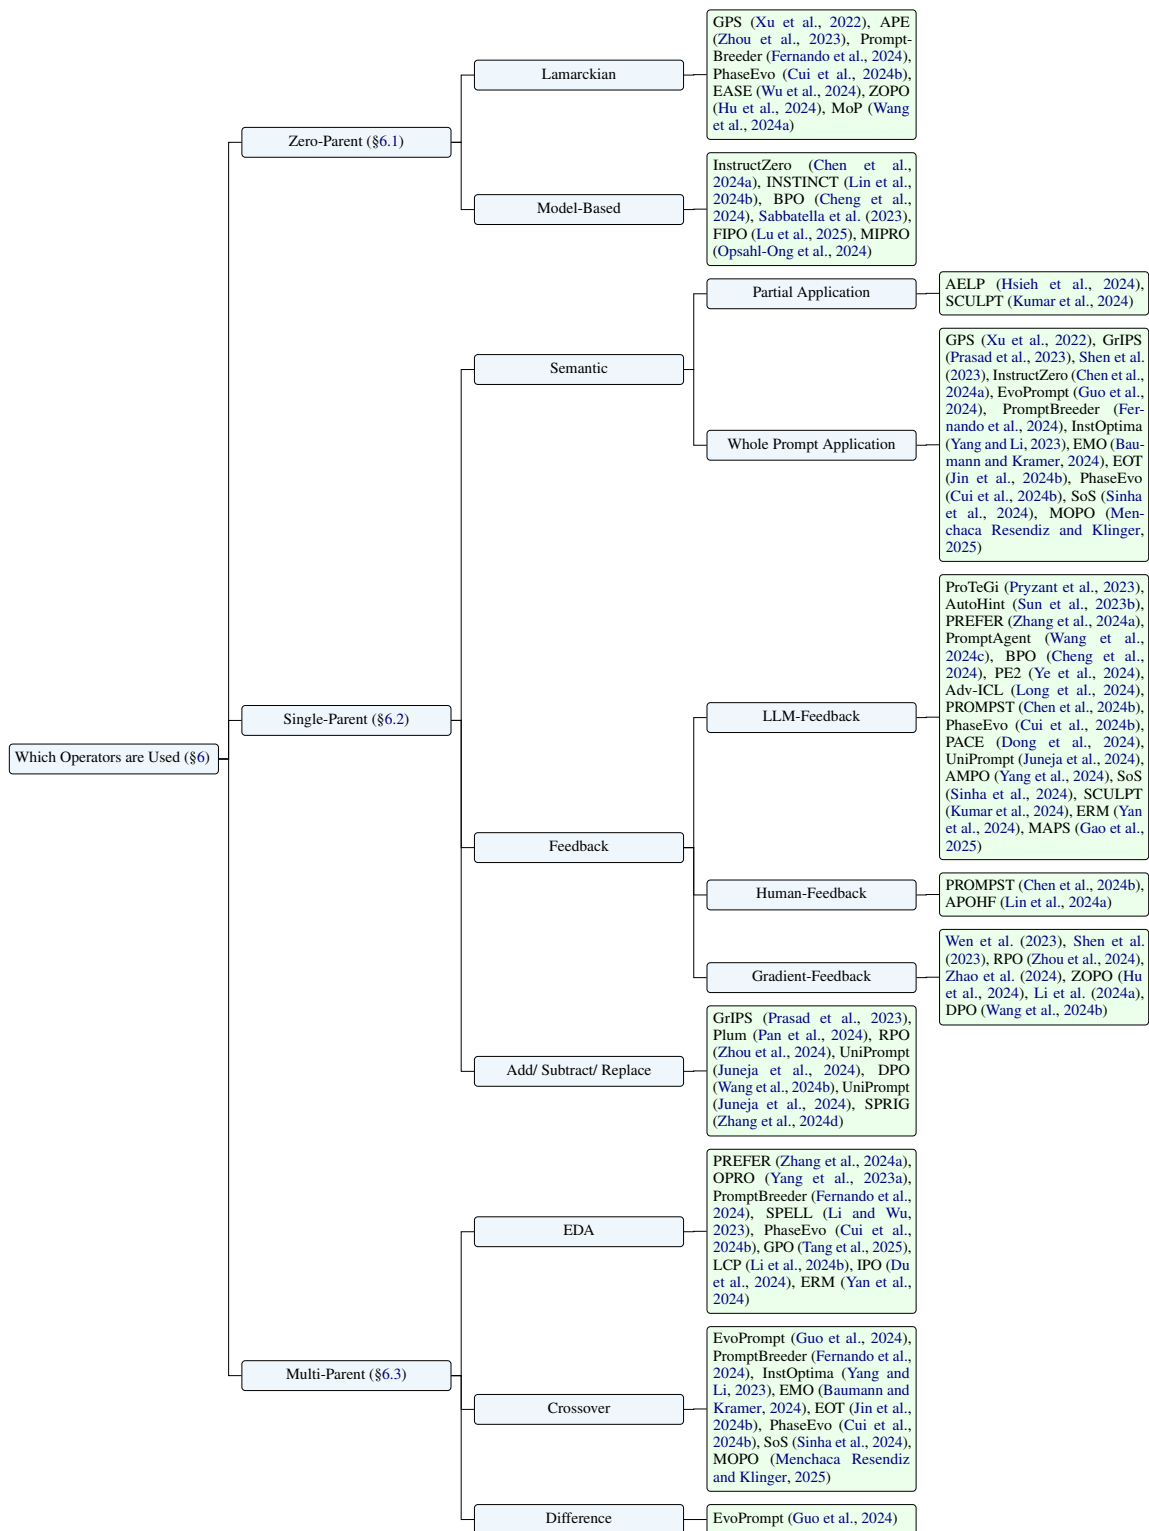 GPS (Xu et al., 2022), APE
(Zhou et al., 2023), Prompt-
Breeder (Fernando et al., 2024),
PhaseEvo (Cui et al., 2024b),
EASE (Wu et al., 2024), ZOPO
(Hu et al., 2024), MoP (Wang
et al., 2024a)
Lamarckian
Zero-Parent (§6.1)
InstructZero (Chen et al.,
2024a), INSTINCT (Lin et al.,
2024b), BPO (Cheng et al.,
2024), Sabbatella et al. (2023),
FIPO (Lu et al., 2025), MIPRO
(Opsahl-Ong et al., 2024)
Model-Based
Partial Application
AELP (Hsieh et al., 2024),
SCULPT (Kumar et al., 2024)
Semantic
Whole Prompt Application
GPS (Xu et al., 2022), GrIPS
(Prasad et al., 2023), Shen et al.
(2023), InstructZero (Chen et al.,
2024a), EvoPrompt (Guo et al.,
2024), PromptBreeder (Fer-
nando et al., 2024), InstOptima
(Yang and Li, 2023), EMO (Bau-
mann and Kramer, 2024), EOT
(Jin et al., 2024b), PhaseEvo
(Cui et al., 2024b), SoS (Sinha
et al., 2024), MOPO (Men-
chaca Resendiz and Klinger,
2025)
Single-Parent (§6.2)
Which Operators are Used (§6)
LLM-Feedback
ProTeGi (Pryzant et al., 2023),
AutoHint (Sun et al., 2023b),
PREFER (Zhang et al., 2024a),
PromptAgent (Wang et al.,
2024c), BPO (Cheng et al.,
2024), PE2 (Ye et al., 2024),
Adv-ICL (Long et al., 2024),
PROMPST (Chen et al., 2024b),
PhaseEvo (Cui et al., 2024b),
PACE (Dong et al., 2024),
UniPrompt (Juneja et al., 2024),
AMPO (Yang et al., 2024), SoS
(Sinha et al., 2024), SCULPT
(Kumar et al., 2024), ERM (Yan
et al., 2024), MAPS (Gao et al.,
2025)
Feedback
Human-Feedback
PROMPST (Chen et al., 2024b),
APOHF (Lin et al., 2024a)
Gradient-Feedback
Wen et al. (2023), Shen et al.
(2023), RPO (Zhou et al., 2024),
Zhao et al. (2024), ZOPO (Hu
et al., 2024), Li et al. (2024a),
DPO (Wang et al., 2024b)
Add/ Subtract/ Replace
GrIPS (Prasad et al., 2023),
Plum (Pan et al., 2024), RPO
(Zhou et al., 2024), UniPrompt
(Juneja et al., 2024), DPO
(Wang et al., 2024b), UniPrompt
(Juneja et al., 2024), SPRIG
(Zhang et al., 2024d)
EDA
PREFER (Zhang et al., 2024a),
OPRO (Yang et al., 2023a),
PromptBreeder (Fernando et al.,
2024), SPELL (Li and Wu,
2023), PhaseEvo (Cui et al.,
2024b), GPO (Tang et al., 2025),
LCP (Li et al., 2024b), IPO (Du
et al., 2024), ERM (Yan et al.,
2024)
Multi-Parent (§6.3)
Crossover
EvoPrompt (Guo et al., 2024),
PromptBreeder (Fernando et al.,
2024), InstOptima (Yang and
Li, 2023), EMO (Baumann and
Kramer, 2024), EOT (Jin et al.,
2024b), PhaseEvo (Cui et al.,
2024b), SoS (Sinha et al., 2024),
MOPO (Menchaca Resendiz
and Klinger, 2025)
Difference
EvoPrompt (Guo et al., 2024)